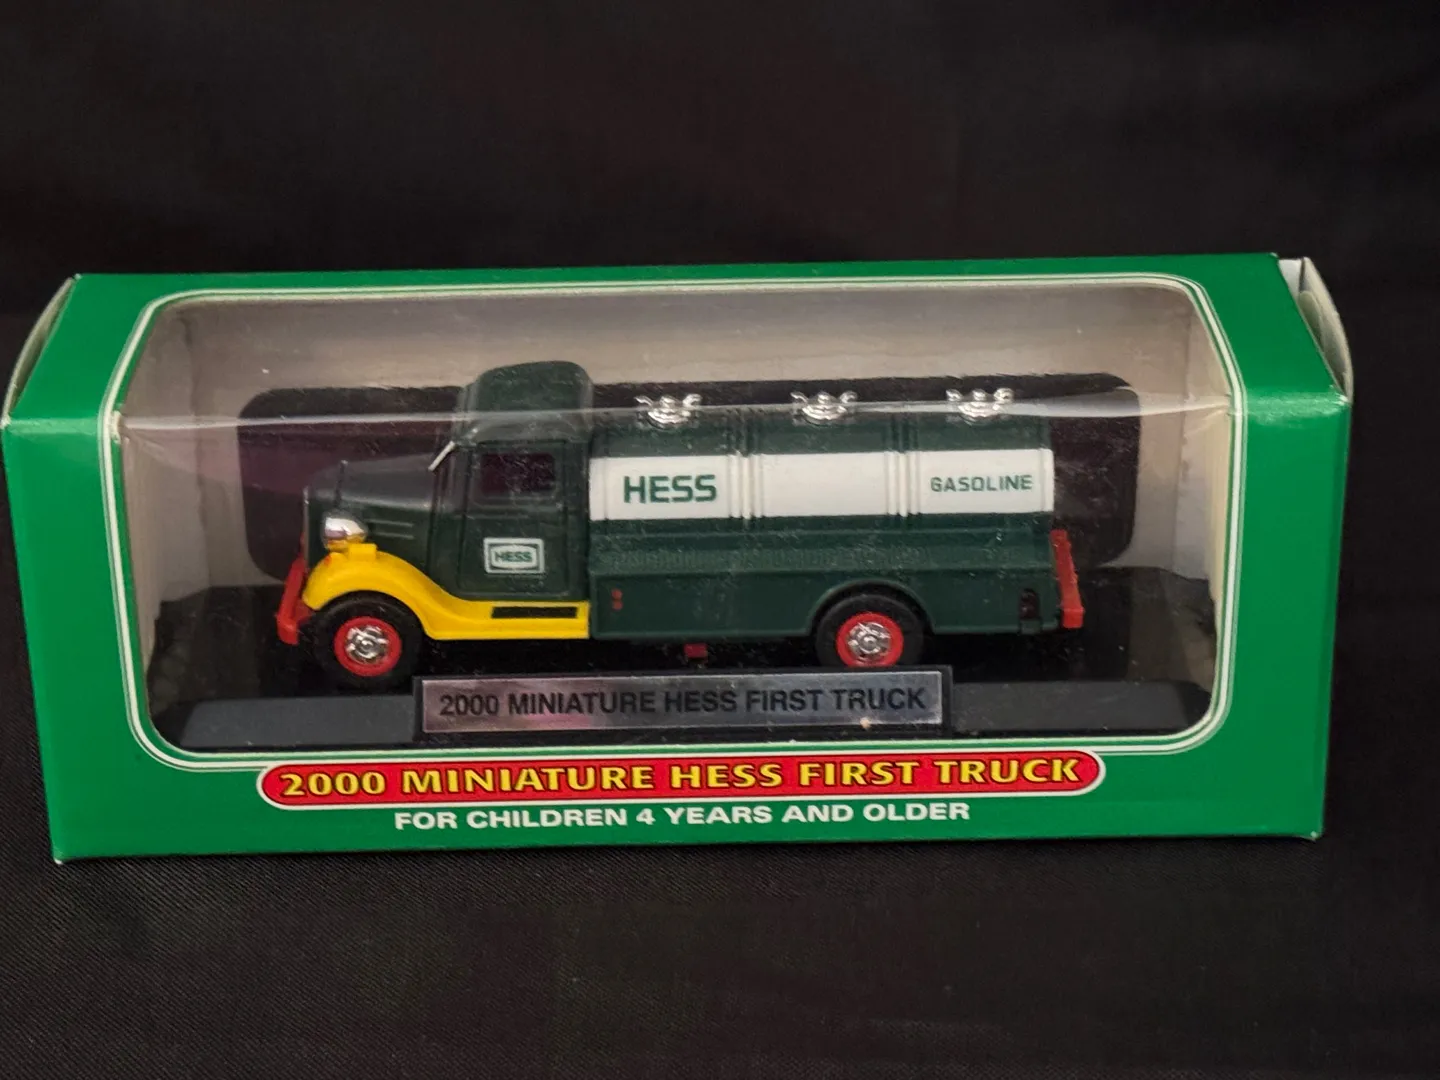 HESS
GASOLINE
HESS
2000 MINIATURE HESS FIRST TRUCK
2000 MINIATURE HESS FIRST TRUCK
FOR CHILDREN 4 YEARS AND OLDER